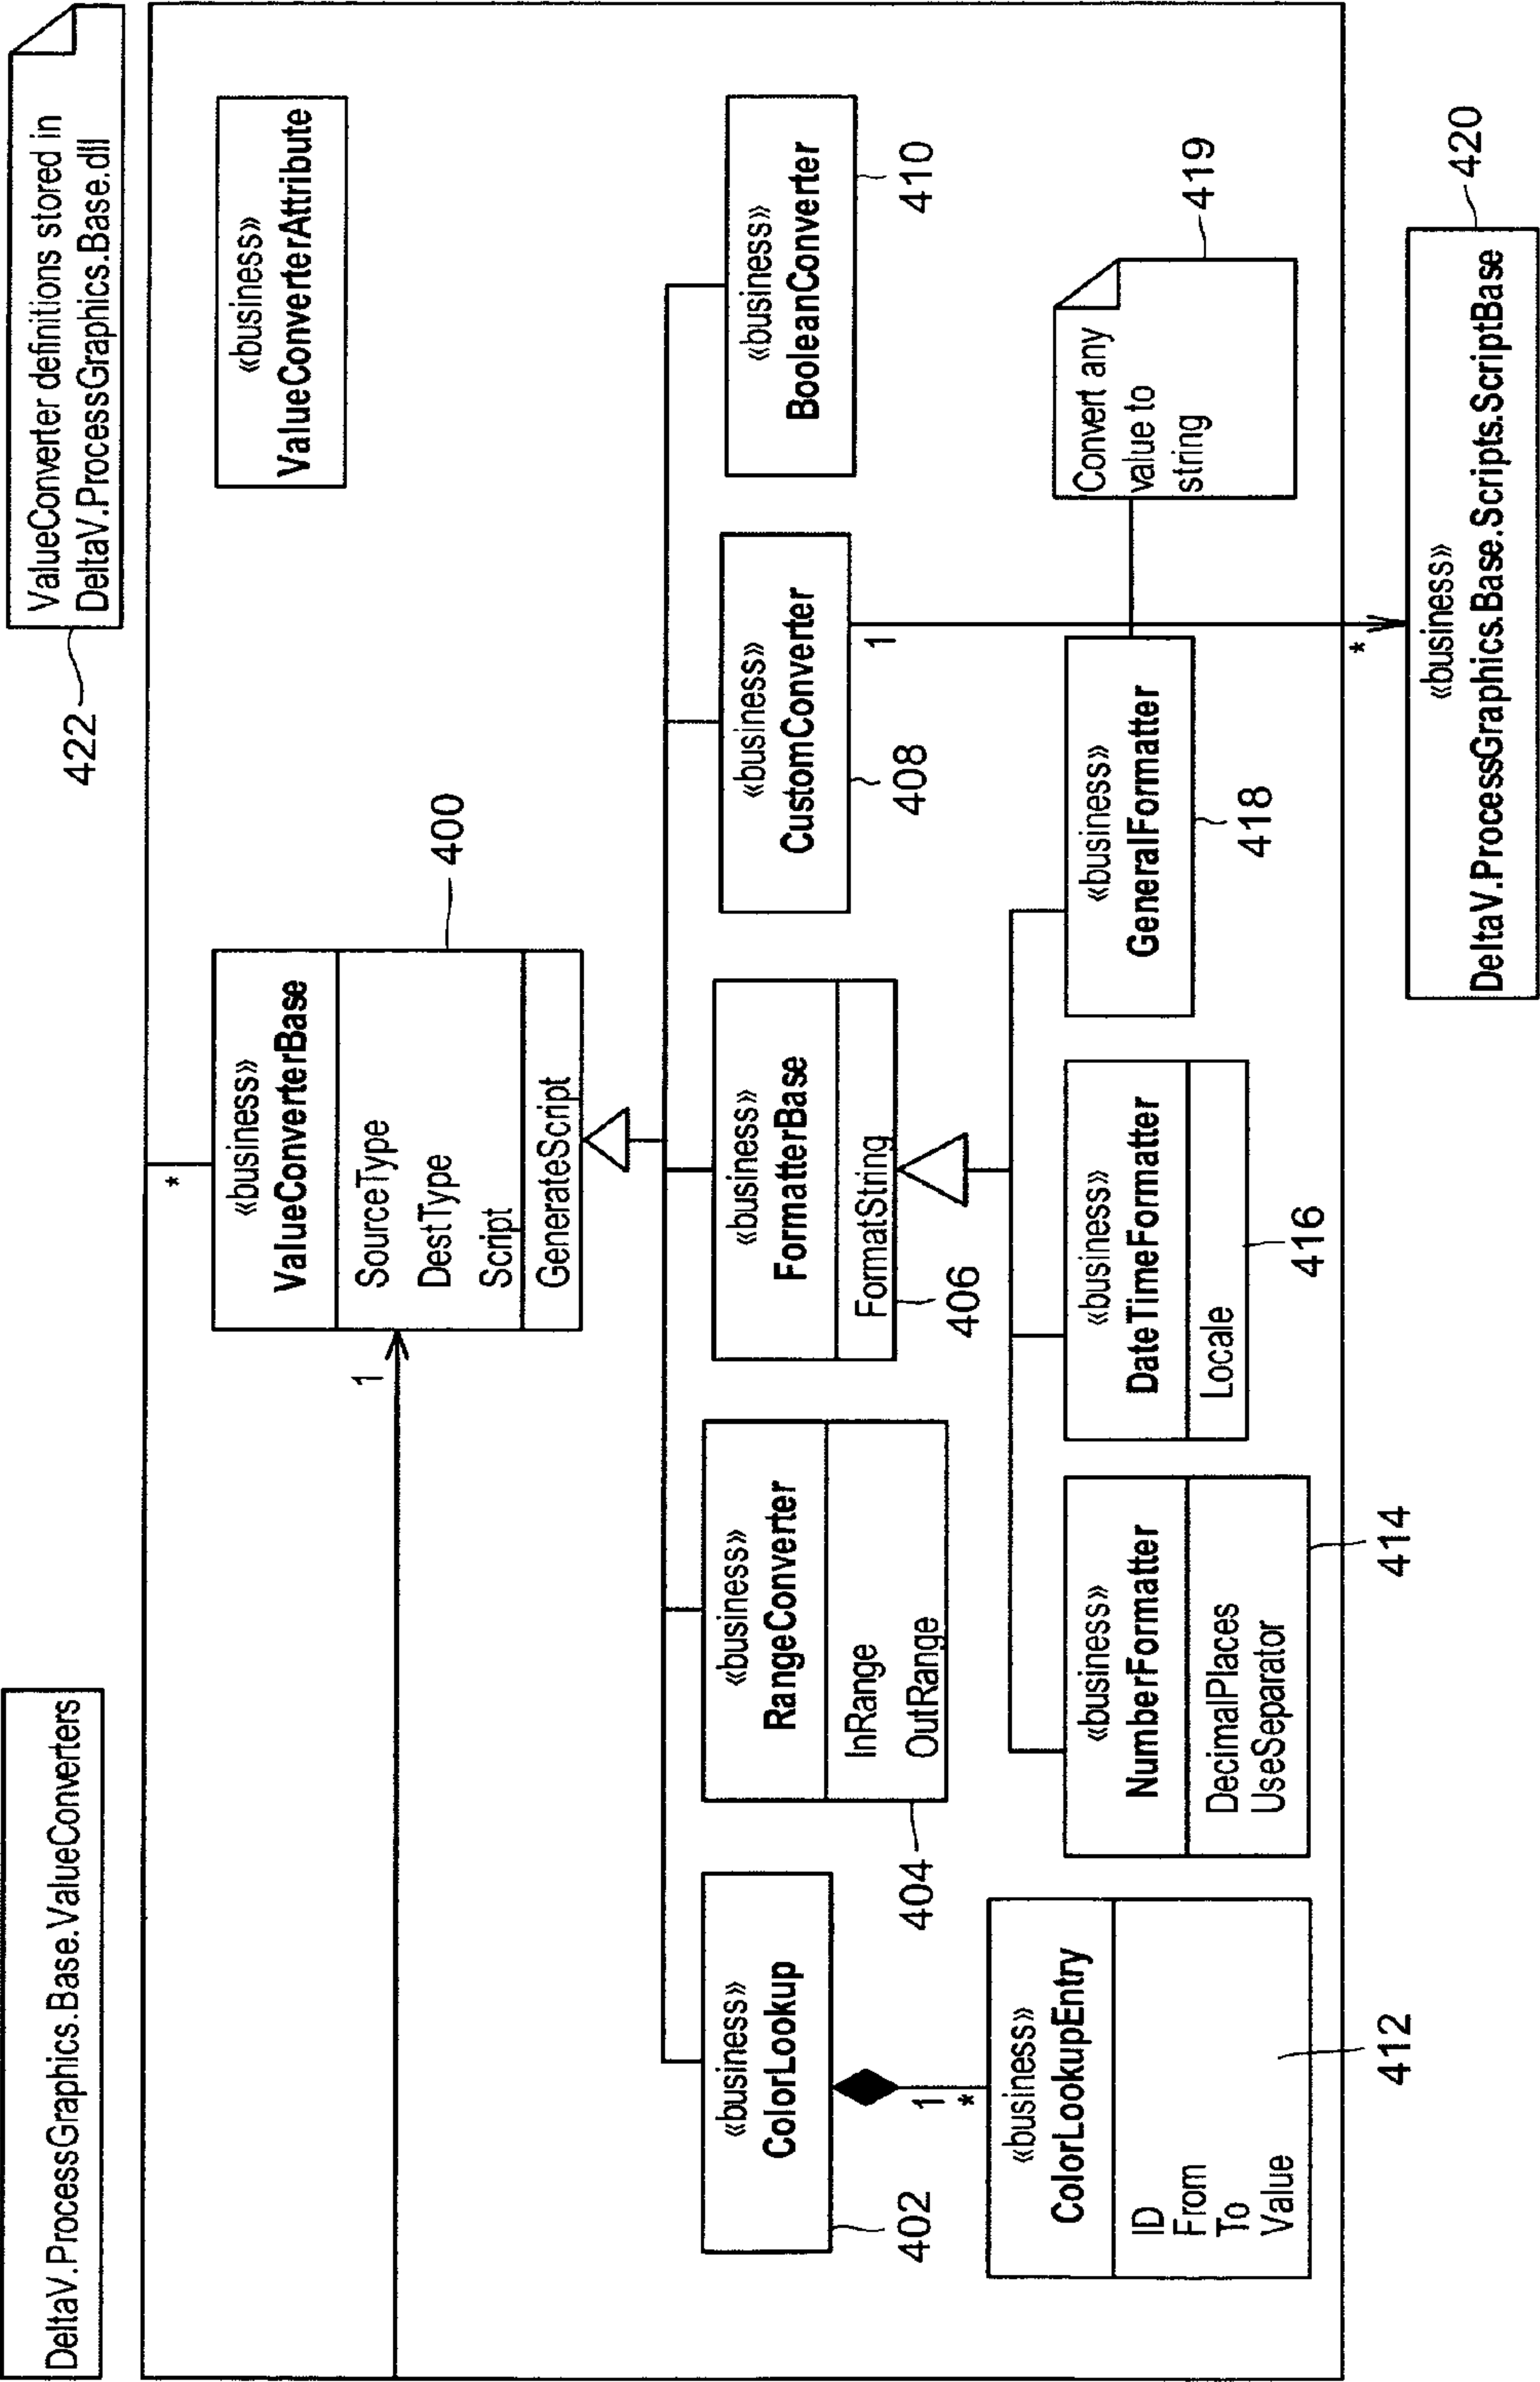 DeltaV.ProcessGraphics.Base.ValueConverters
ValueConverter definitions stored in
DeltaV.ProcessGraphics.Base.dll
422
*
«business»
ValueConverterBase
SourceType
DestType
Script
GenerateScript
400
1
«business»
ValueConverterAttribute
«business»
ColorLookup
402
«business»
RangeConverter
InRange
OutRange
404
«business»
FormatterBase
FormatString
406
«business»
CustomConverter
408
1
«business»
BooleanConverter
410
1
*
«business»
ColorLookupEntry
ID
From
To
Value
412
«business»
NumberFormatter
DecimalPlaces
UseSeparator
414
«business»
DateTimeFormatter
Locale
416
«business»
GeneralFormatter
418
Convert any
value to
string
419
*
«business»
DeltaV.ProcessGraphics.Base.Scripts.ScriptBase
420